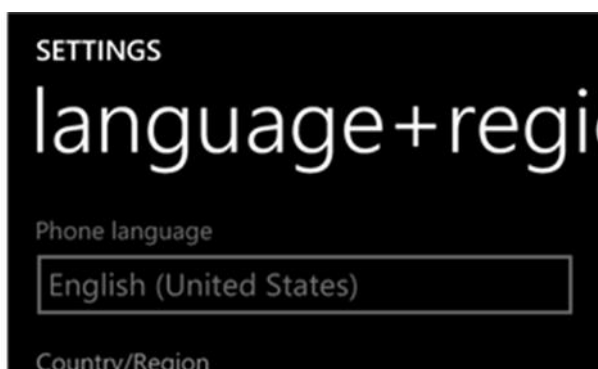 SETTINGS
language+regi
Phone language
English (United States)
Country/Region